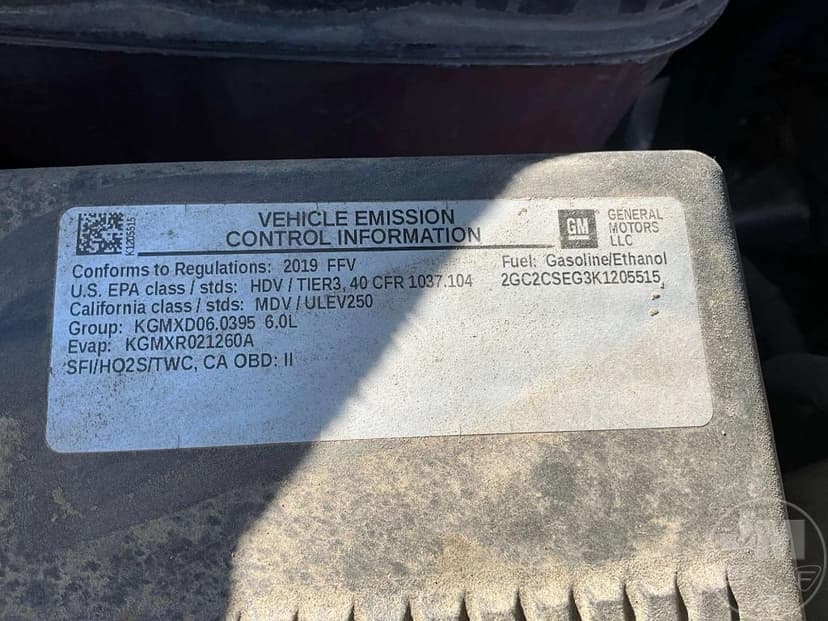 K1205515
VEHICLE EMISSION
CONTROL INFORMATION
GM
GENERAL
MOTORS
LLC
Conforms to Regulations: 2019 FFV
Fuel: Gasoline/Ethanol
U.S. EPA class / stds: HDV / TIER3, 40 CFR 1037.104
2GC2CSEG3K1205515
California class / stds: MDV / ULEV250
Group: KGMXD06.0395 6.0L
Evap: KGMXR021260A
SFI/HO2S/TWC, CA OBD: II